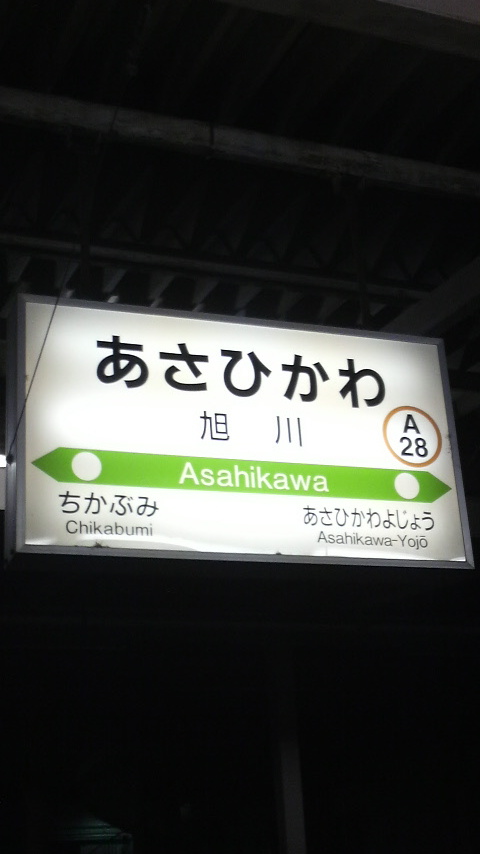 あさひかわ
旭 川
A
28
Asahikawa
ちかぶみ
Chikabumi
あさひかわよじょう
Asahikawa-Yojō